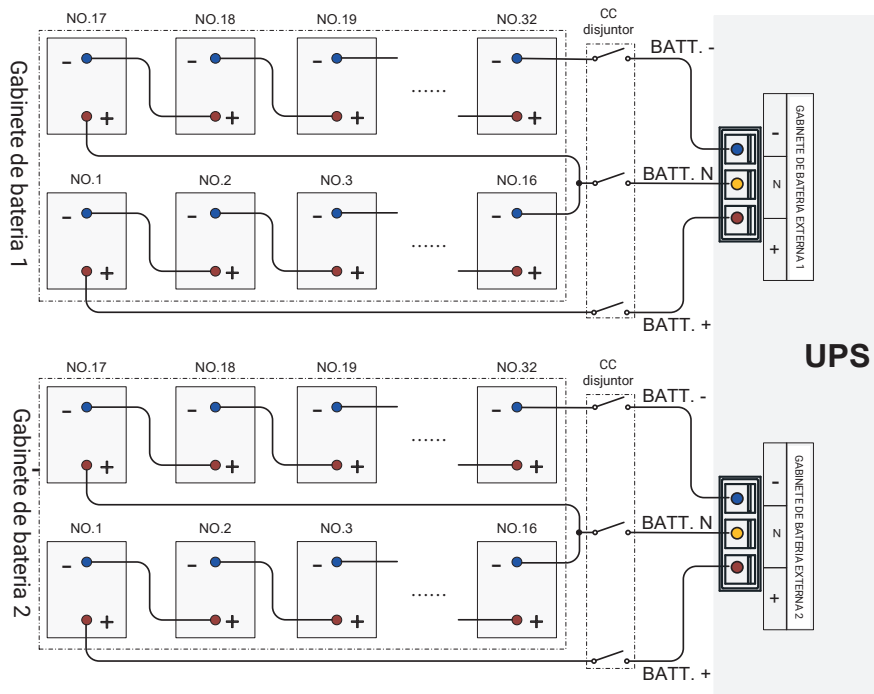 NO.17
NO.18
NO.19
NO.32
CC
disjuntor
BATT. -
- + - + - ...... - +
Gabinete de bateria 1
NO.1
NO.2
NO.3
NO.16
BATT. N
- + - + - ...... - +
BATT. +
-
N
+
GABINETE DE BATERIA EXTERNA 1
UPS
NO.17
NO.18
NO.19
NO.32
CC
disjuntor
BATT. -
- + - + - ...... - +
Gabinete de bateria 2
NO.1
NO.2
NO.3
NO.16
BATT. N
- + - + - ...... - +
BATT. +
-
N
+
GABINETE DE BATERIA EXTERNA 2